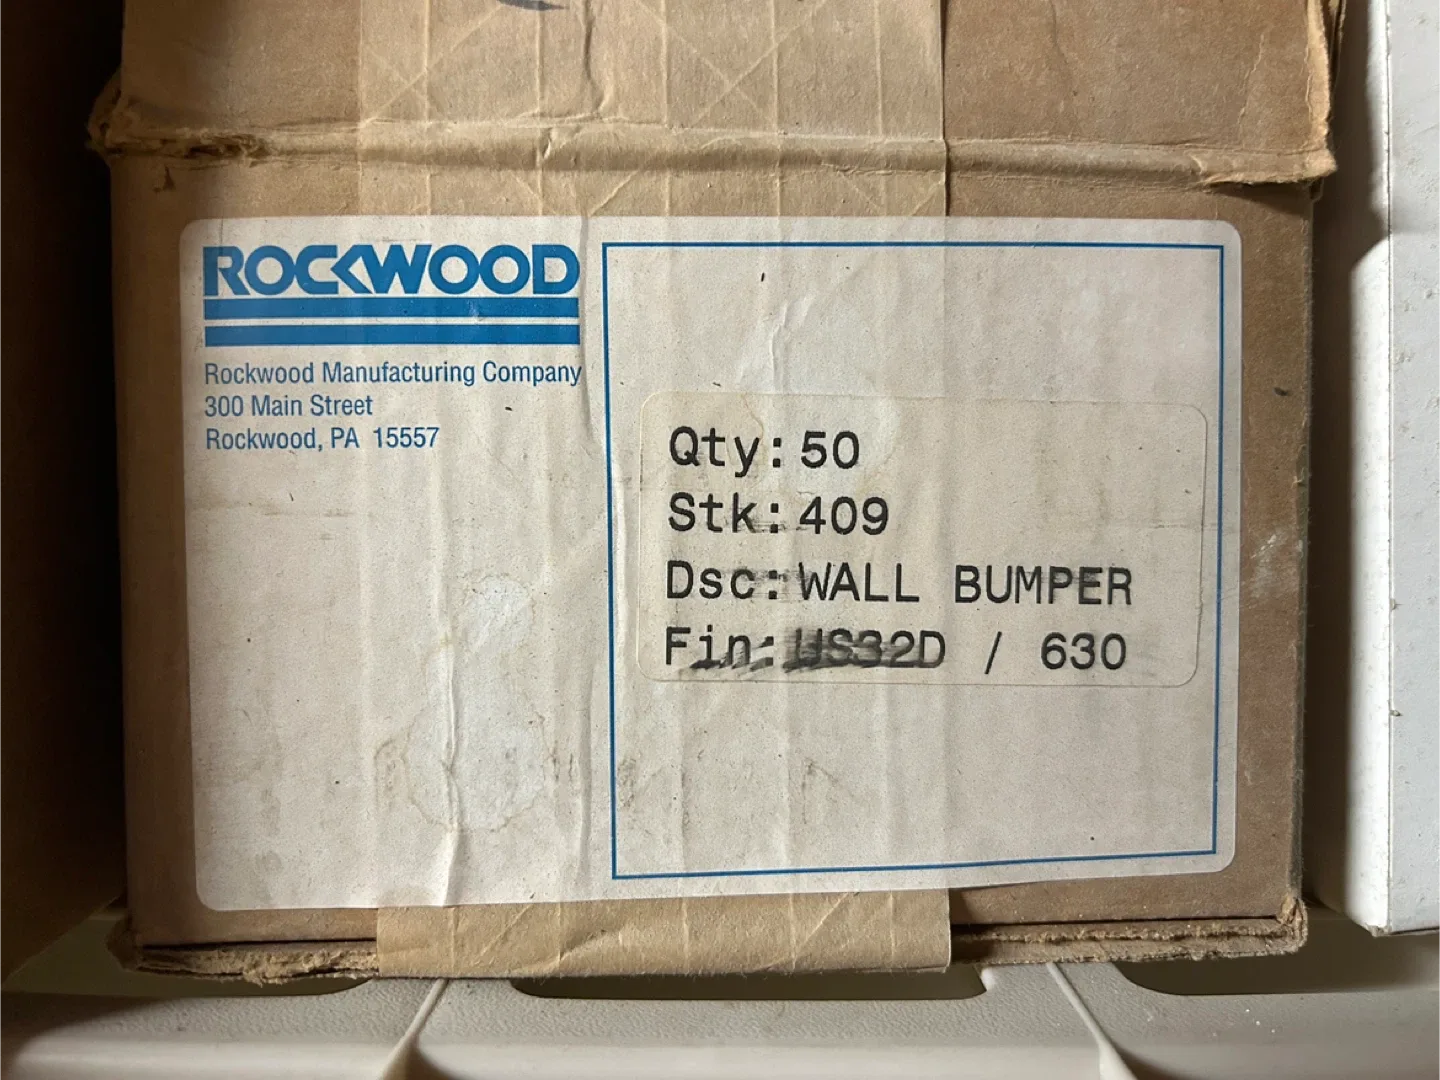 ROCKWOOD
Rockwood Manufacturing Company
300 Main Street
Rockwood, PA 15557
Qty: 50
Stk: 409
Dsc: WALL BUMPER
Fin: US32D / 630